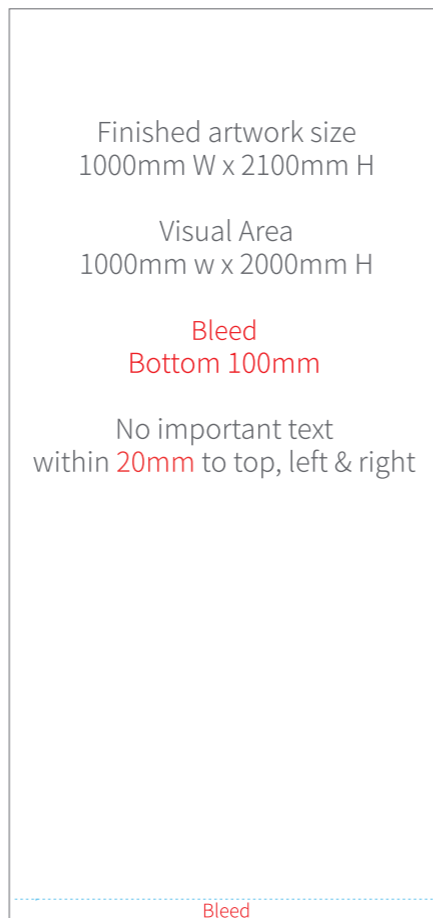 Finished artwork size
1000mm W x 2100mm H
Visual Area
1000mm w x 2000mm H
Bleed
Bottom 100mm
No important text
within 20mm to top, left & right
Bleed